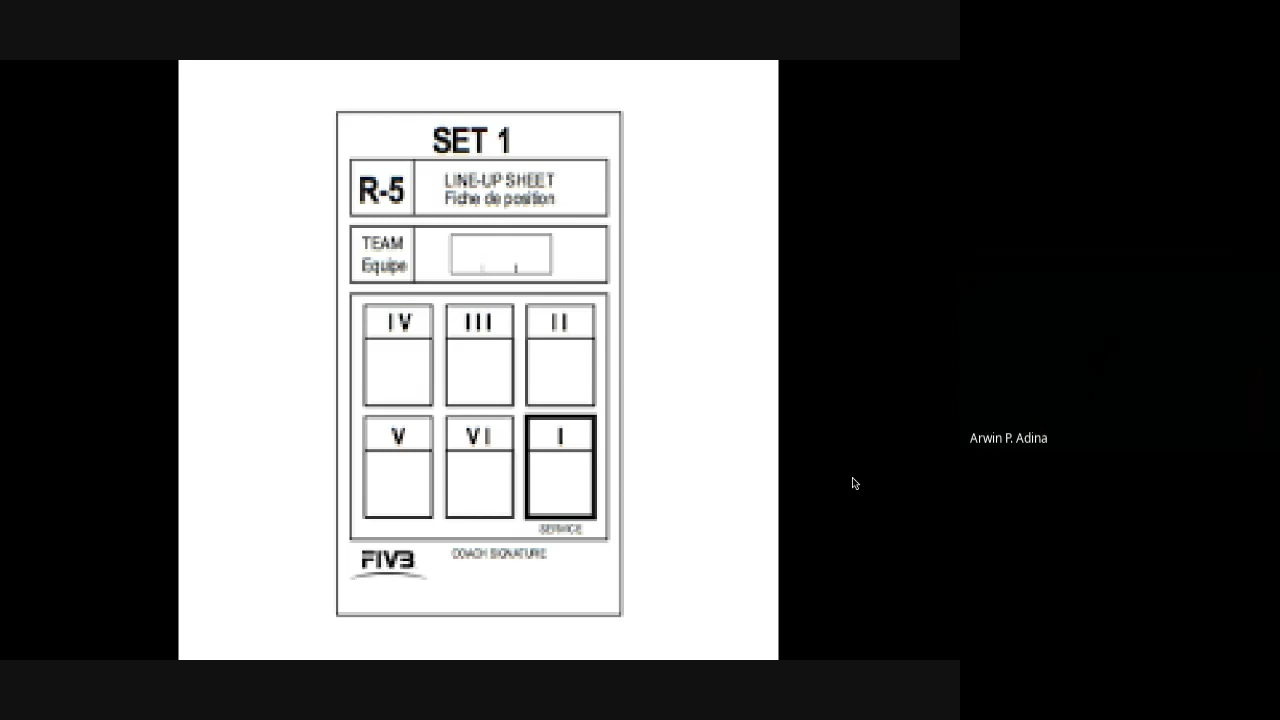 SET 1
R-5
LINE-UP SHEET
Fiche de position
TEAM
Equipe
IV III II
V VI I
SERVICE
FIVB
COACH SIGNATURE
Arwin P. Adina